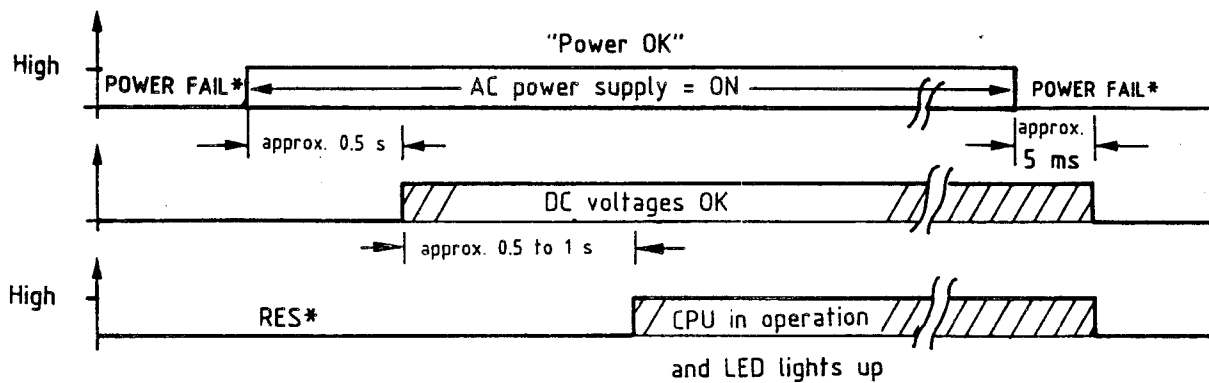 "Power OK"
High
POWER FAIL*
AC power supply = ON
POWER FAIL*
approx. 0.5 s
approx.
5 ms
DC voltages OK
approx. 0.5 to 1 s
High
RES*
CPU in operation
and LED lights up